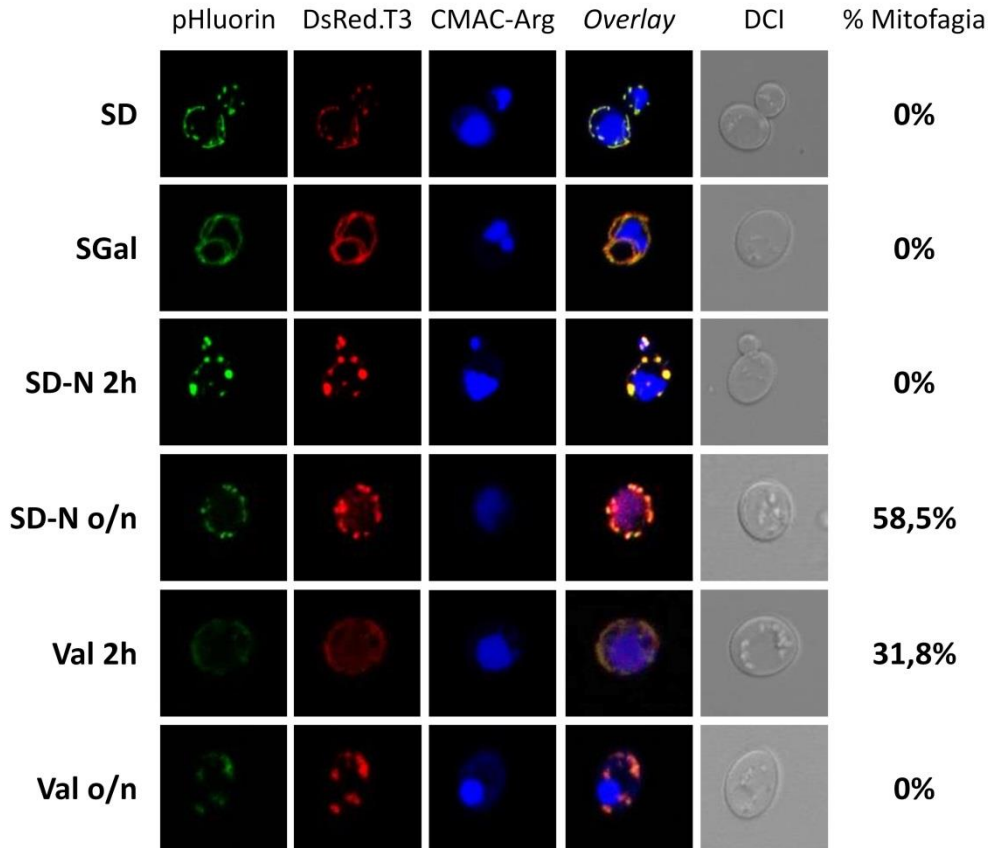 pHluorin DsRed.T3 CMAC-Arg Overlay DCI % Mitofagia
SD 0%
SGal 0%
SD-N 2h 0%
SD-N o/n 58,5%
Val 2h 31,8%
Val o/n 0%